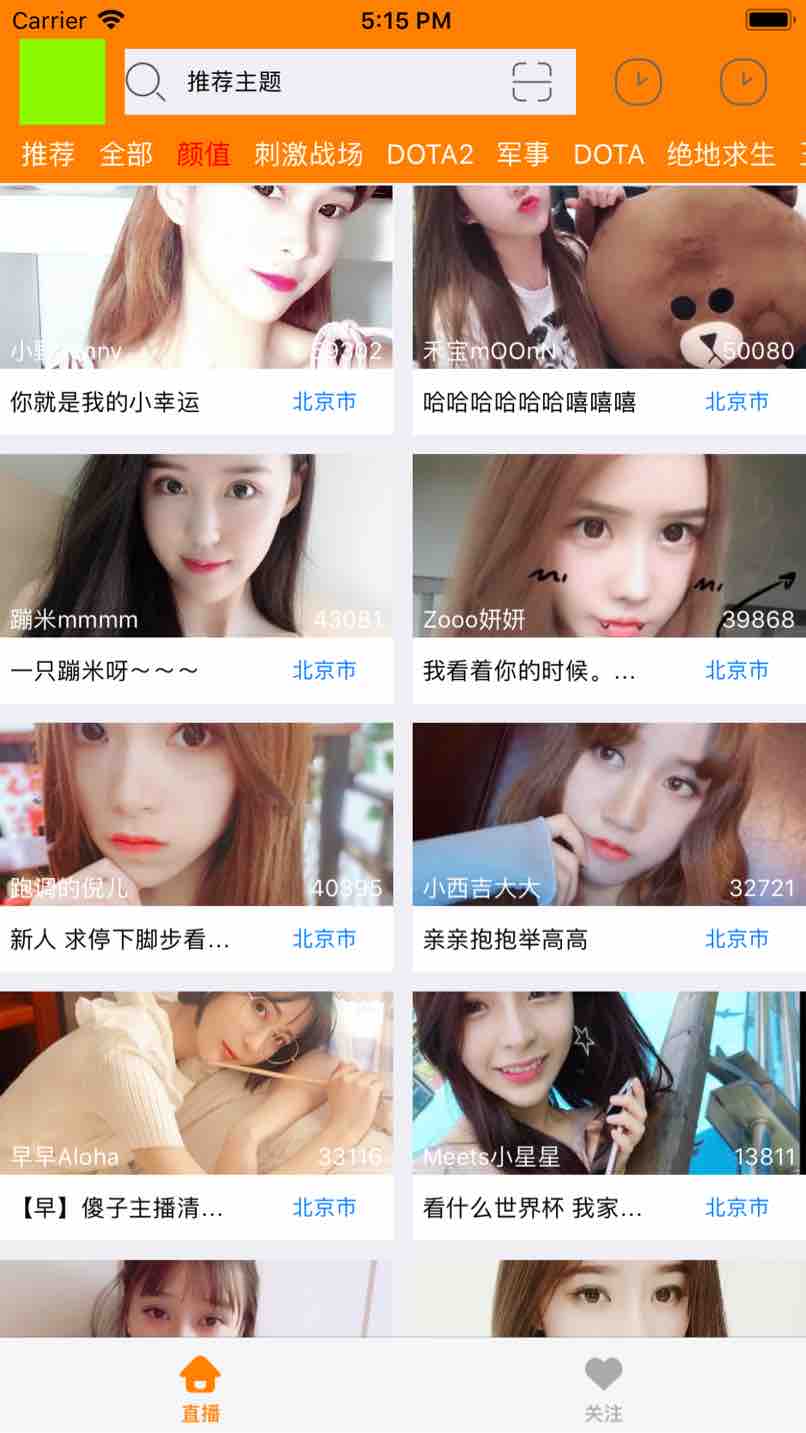 Carrier 5:15 PM
推荐主题
推荐 全部 颜值 刺激战场 DOTA2 军事 DOTA 绝地求生
59302
禾宝mOOnN 50080
你就是我的小幸运 北京市
哈哈哈哈哈哈嘻嘻嘻 北京市
蹦米mmmm 43081
Zooo妍妍 39868
mi mi
一只蹦米呀～～～ 北京市
我看着你的时候。... 北京市
跑调的倪儿 40895
小西吉大大 32721
新人 求停下脚步看... 北京市
亲亲抱抱举高高 北京市
早早Aloha 33116
Meets小星星 13811
【早】傻子主播清... 北京市
看什么世界杯 我家... 北京市
直播 关注